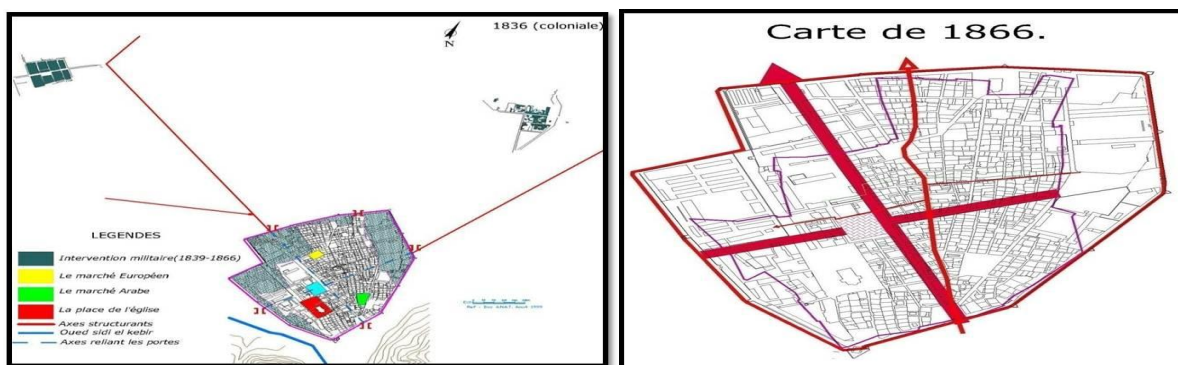 1836 (coloniale)
N
LEGENDES
Intervention militaire(1839-1866)
Le marché Européen
Le marché Arabe
La place de l'église
Axes structurants
Oued sidi el kebir
Axes reliant les portes
Carte de 1866.